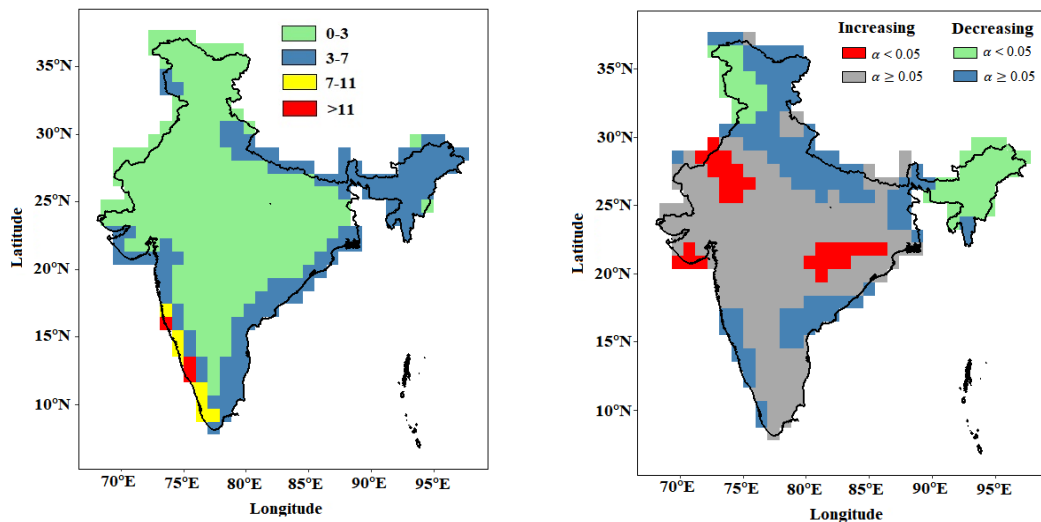 0-3
3-7
7-11
>11
35°N
30°N
25°N
20°N
15°N
10°N
Latitude
70°E 75°E 80°E 85°E 90°E 95°E
Longitude
Increasing Decreasing
α < 0.05 α < 0.05
α ≥ 0.05 α ≥ 0.05
35°N
30°N
25°N
20°N
15°N
10°N
Latitude
70°E 75°E 80°E 85°E 90°E 95°E
Longitude